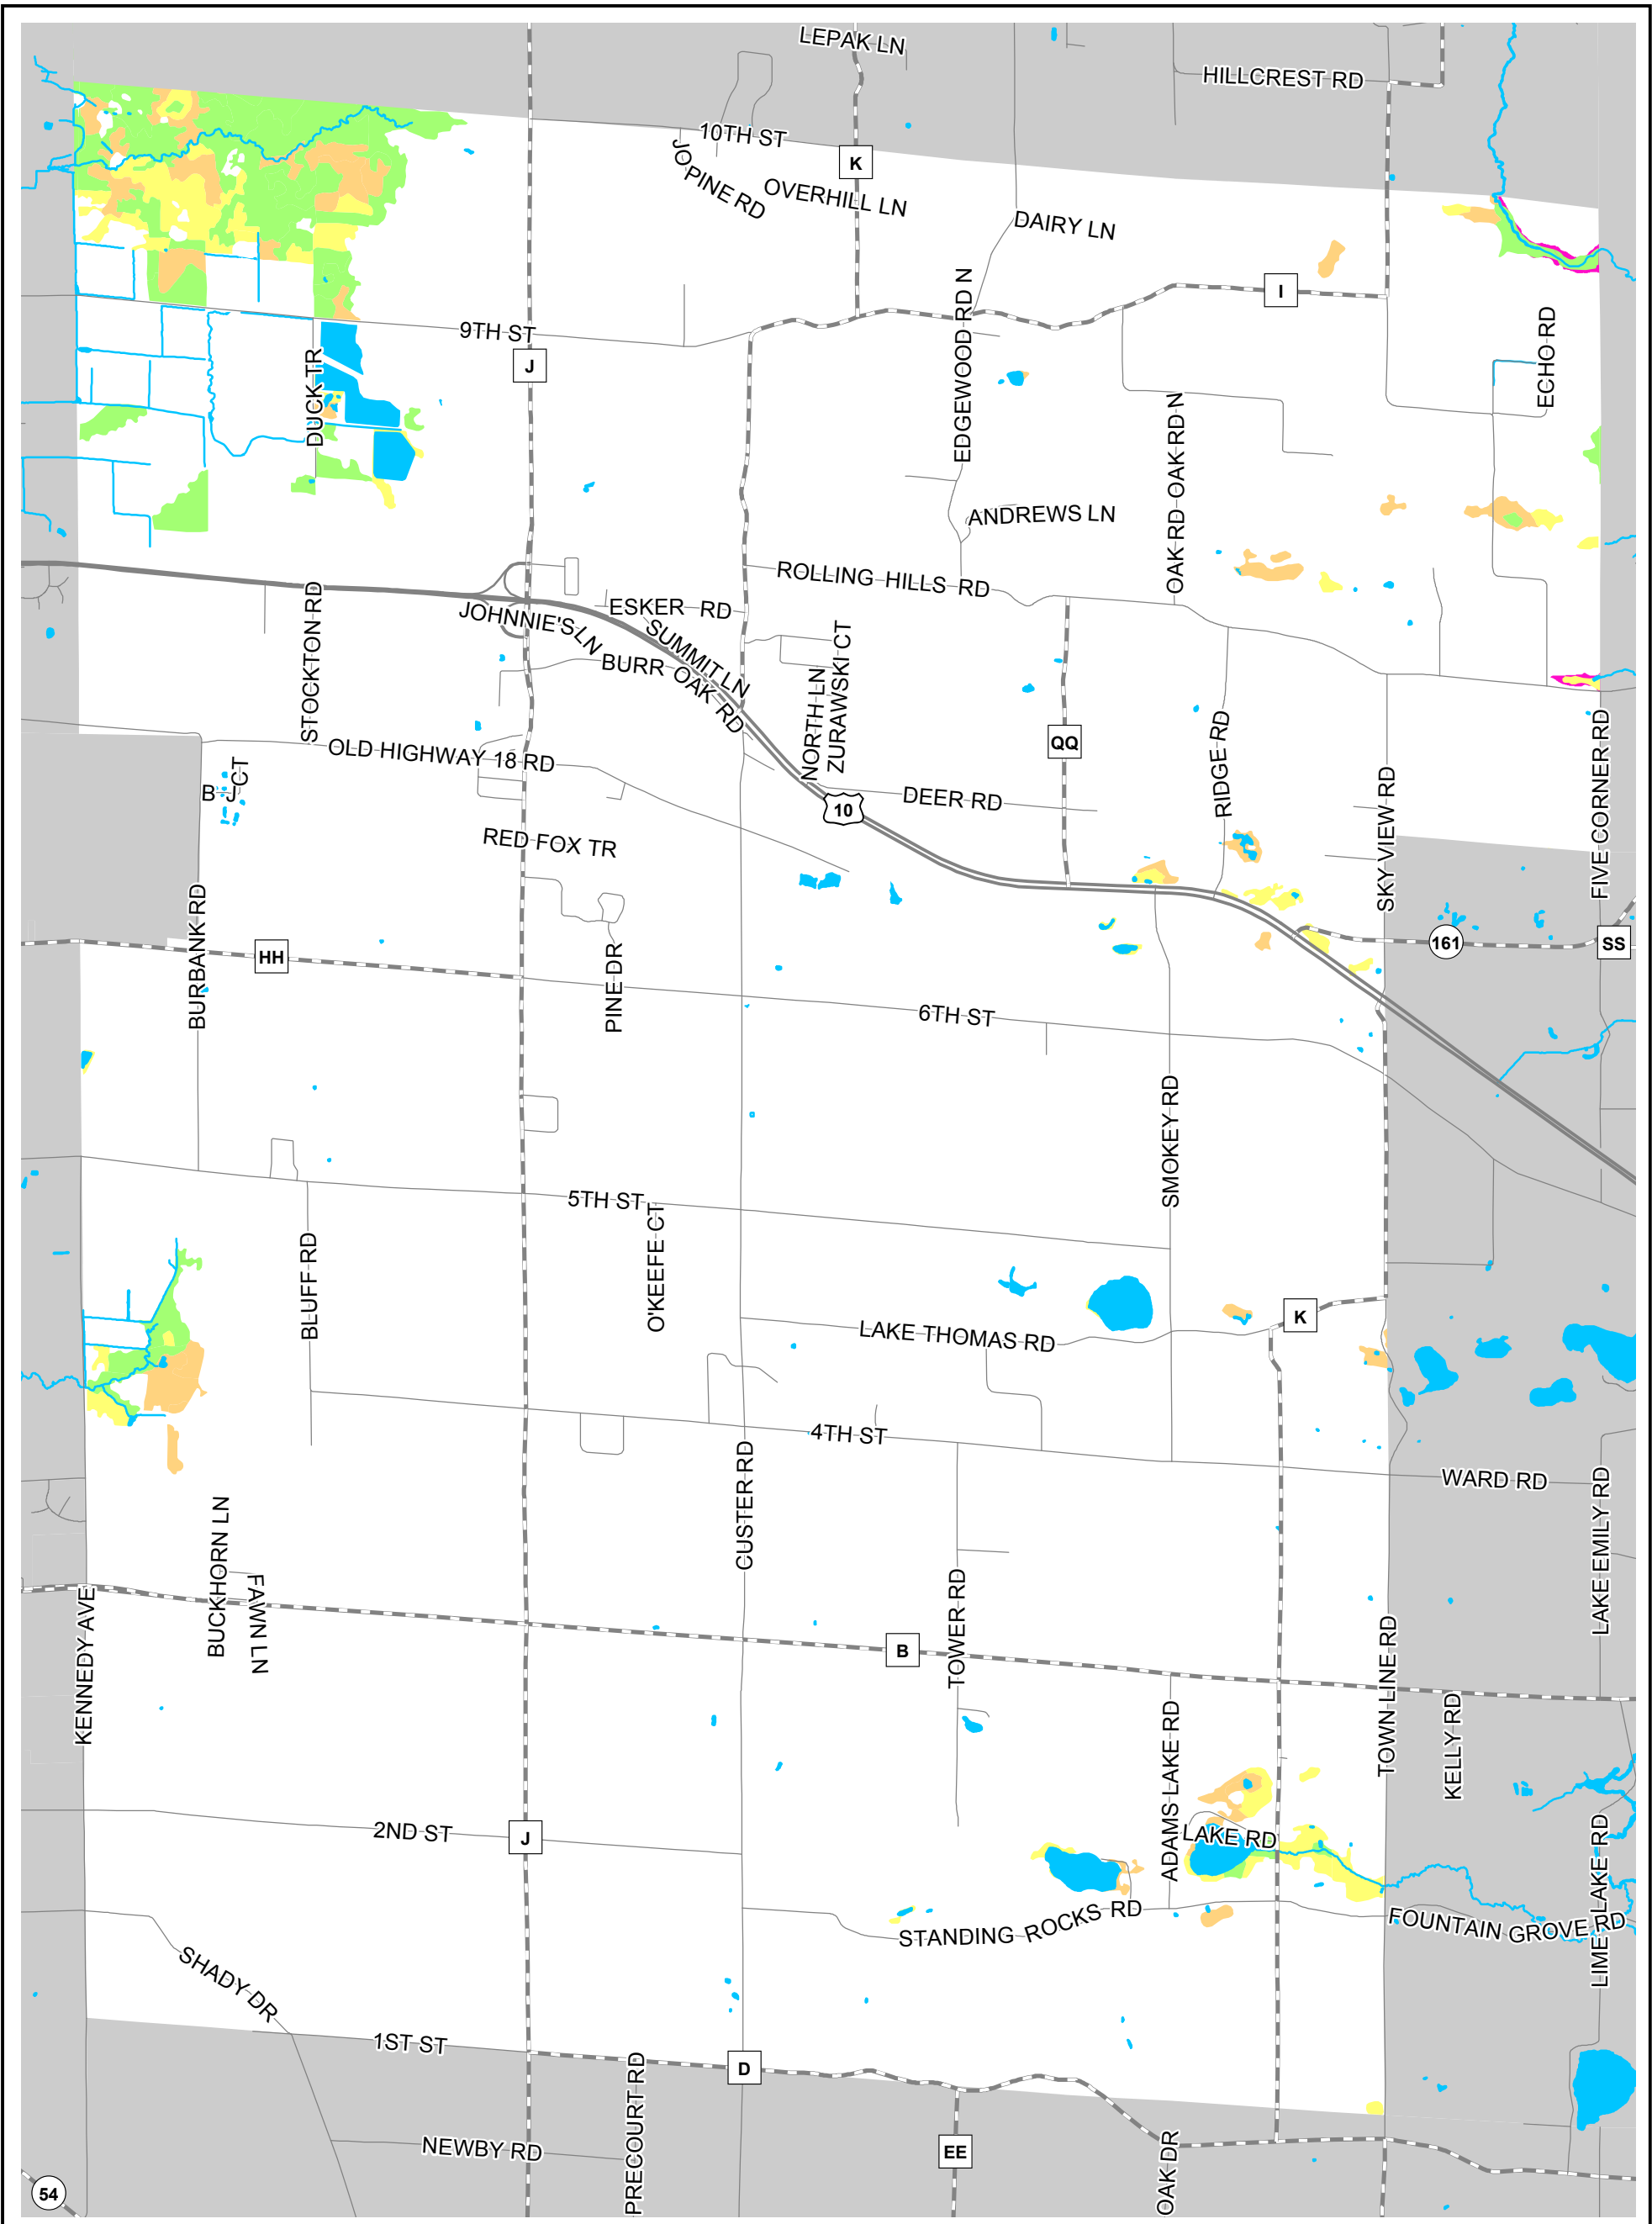 LEPAK LN
HILLCREST RD
10TH ST
K
JO PINE RD
OVERHILL LN
DAIRY LN
I
9TH ST
J
DUCK TR
EDGEWOOD RD N
ECHO RD
OAK RD
OAK RD N
ANDREWS LN
ROLLING HILLS RD
ESKER RD
JOHNNIE'S LN
SUMMIT LN
BURR OAK RD
STOCKTON RD
NORTH LN
ZURAWSKI CT
OLD HIGHWAY 18 RD
B J CT
QQ
RIDGE RD
DEER RD
10
SKY VIEW RD
FIVE CORNER RD
RED FOX TR
BURBANK RD
HH
PINE DR
161
SS
6TH ST
SMOKEY RD
5TH ST
O'KEEFE CT
BLUFF RD
K
LAKE THOMAS RD
4TH ST
CUSTER RD
WARD RD
LAKE EMILY RD
BUCKHORN LN
FAWN LN
KENNEDY AVE
TOWER RD
B
TOWN LINE RD
KELLY RD
ADAMS LAKE RD
2ND ST
J
LAKE RD
LIME LAKE RD
STANDING ROCKS RD
FOUNTAIN GROVE RD
SHADY DR
1ST ST
D
PRECOURT RD
NEWBY RD
EE
OAK DR
54